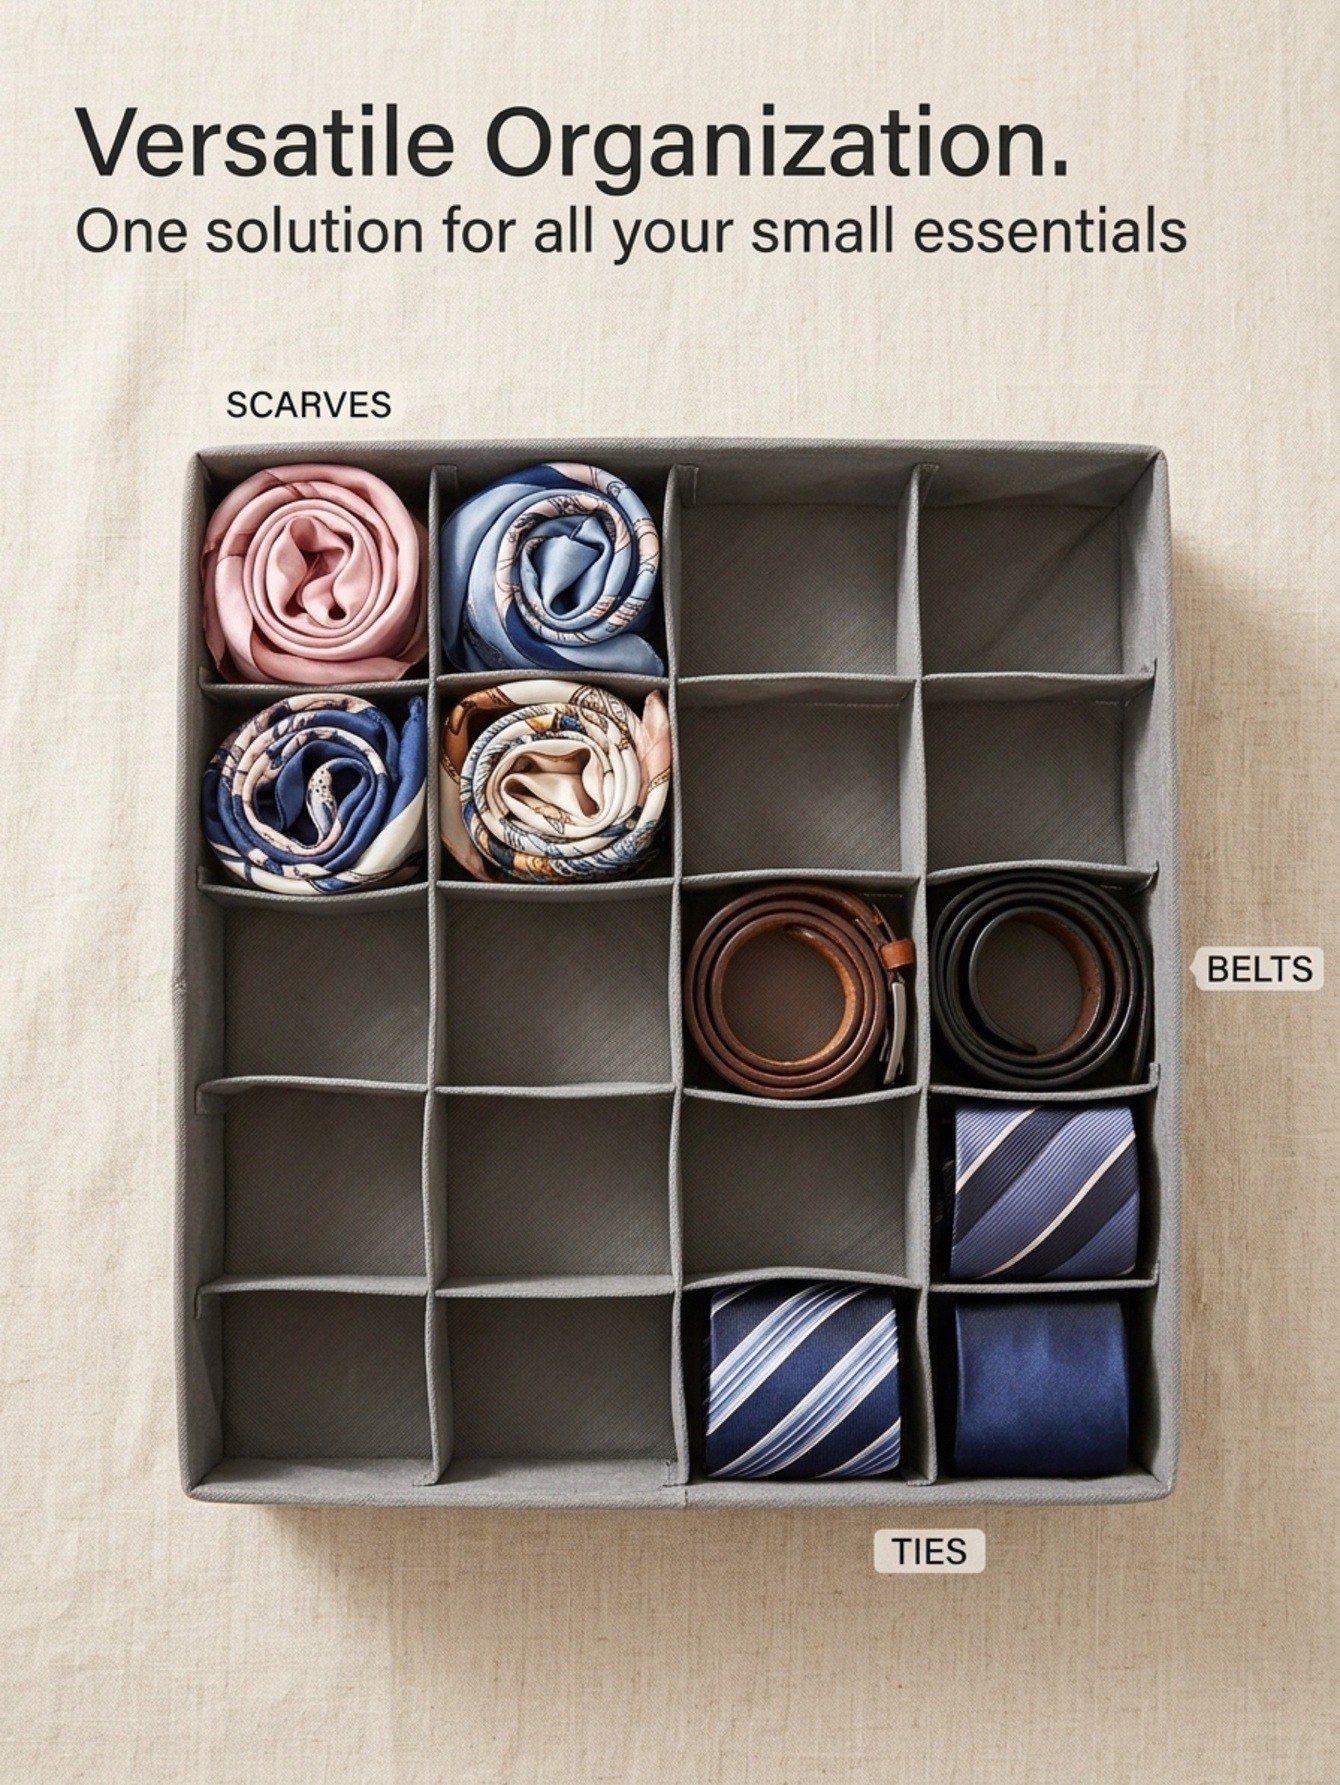 Versatile Organization.
One solution for all your small essentials
SCARVES
BELTS
TIES